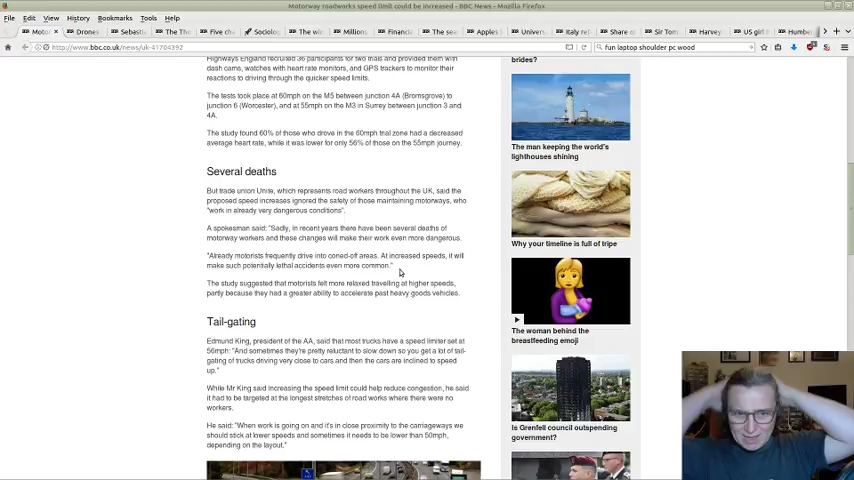 Motorway roadworks speed limit could be increased - BBC News - Mozilla Firefox
File Edit View History Bookmarks Tools Help
Motor Drones Sebasti The Th Five ch Sociolog The wi Millions Financia The sea Apples, Univers Italy ref Share o Sir Tom Harvey US girl Humbe
www.bbc.co.uk/news/uk-41704392
fun laptop shoulder pc wood
Highways England recruited 36 participants for two trials and provided them with
dash cams, watches with heart rate monitors, and GPS trackers to monitor their
reactions to driving through the quicker speed limits.
The tests took place at 60mph on the M5 between junction 4A (Bromsgrove) to
junction 6 (Worcester), and at 55mph on the M3 in Surrey between junction 3 and
4A.
The study found 60% of those who drove in the 60mph trial zone had a decreased
average heart rate, while it was lower for only 56% of those on the 55mph journey.
Several deaths
But trade union Unite, which represents road workers throughout the UK, said the
proposed speed increases ignored the safety of those maintaining motorways, who
"work in already very dangerous conditions".
A spokesman said: "Sadly, in recent years there have been several deaths of
motorway workers and these changes will make their work even more dangerous.
"Already motorists frequently drive into coned-off areas. At increased speeds, it will
make such potentially lethal accidents even more common."
The study suggested that motorists felt more relaxed travelling at higher speeds,
partly because they had a greater ability to accelerate past heavy goods vehicles.
Tail-gating
Edmund King, president of the AA, said that most trucks have a speed limiter set at
56mph: "And sometimes they're pretty reluctant to slow down so you get a lot of tail-
gating of trucks driving very close to cars and then the cars are inclined to speed
up."
While Mr King said increasing the speed limit could help reduce congestion, he said
it had to be targeted at the longest stretches of road works where there were no
workers.
He said: "When work is going on and it's in close proximity to the carriageways we
should stick at lower speeds and sometimes it needs to be lower than 50mph,
depending on the layout."
brides?
The man keeping the world's
lighthouses shining
Why your timeline is full of tripe
The woman behind the
breastfeeding emoji
Is Grenfell council outspending
government?